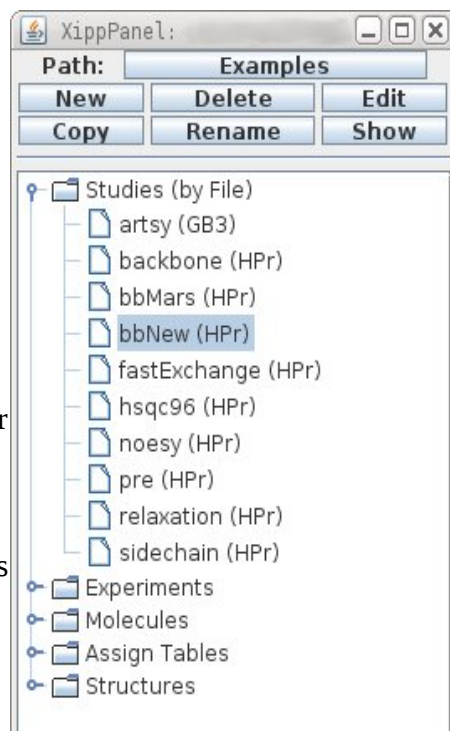 XippPanel:
Path: Examples
New Delete Edit
Copy Rename Show
Studies (by File)
artsy (GB3)
backbone (HPr)
bbMars (HPr)
bbNew (HPr)
fastExchange (HPr)
r
hsqc96 (HPr)
noesy (HPr)
pre (HPr)
relaxation (HPr)
sidechain (HPr)
s
Experiments
Molecules
Assign Tables
Structures